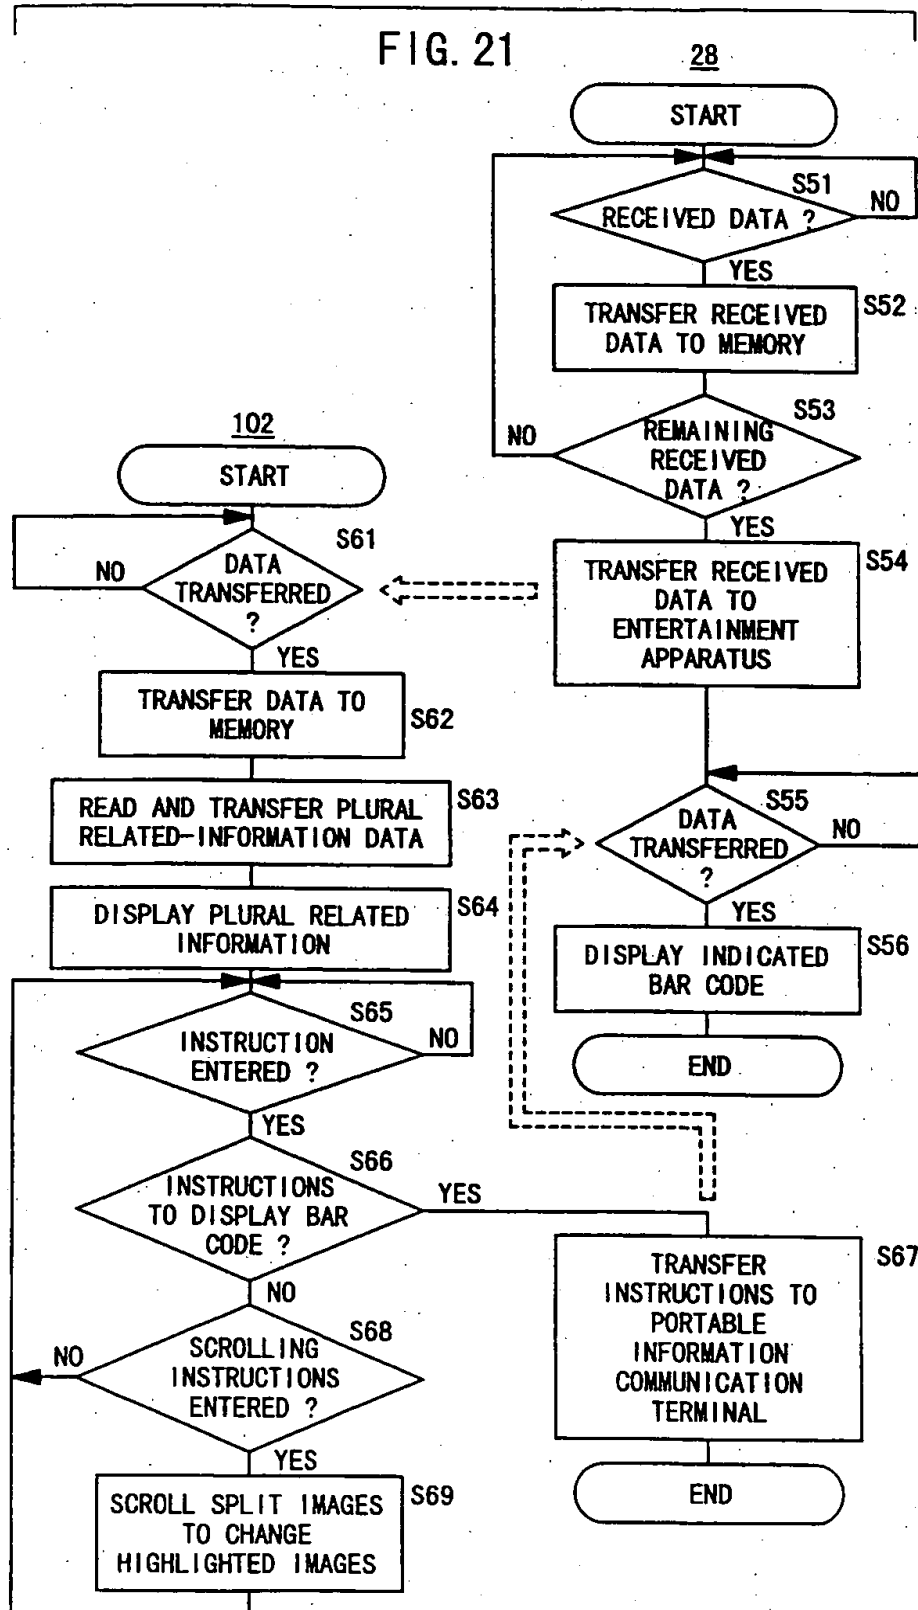 FIG. 21
28
START
S51
RECEIVED DATA ?
NO
YES
S52
TRANSFER RECEIVED
DATA TO MEMORY
S53
REMAINING
RECEIVED
DATA ?
NO
YES
S54
TRANSFER RECEIVED
DATA TO
ENTERTAINMENT
APPARATUS
S55
DATA
TRANSFERRED
?
NO
YES
S56
DISPLAY INDICATED
BAR CODE
END
102
START
S61
DATA
TRANSFERRED
?
NO
YES
TRANSFER DATA TO
MEMORY
S62
READ AND TRANSFER PLURAL
RELATED-INFORMATION DATA
S63
DISPLAY PLURAL RELATED
INFORMATION
S64
S65
INSTRUCTION
ENTERED ?
NO
YES
S66
INSTRUCTIONS
TO DISPLAY BAR
CODE ?
YES
NO
S67
TRANSFER
INSTRUCTIONS TO
PORTABLE
INFORMATION
COMMUNICATION
TERMINAL
END
S68
SCROLLING
INSTRUCTIONS
ENTERED ?
NO
YES
SCROLL SPLIT IMAGES
TO CHANGE
HIGHLIGHTED IMAGES
S69